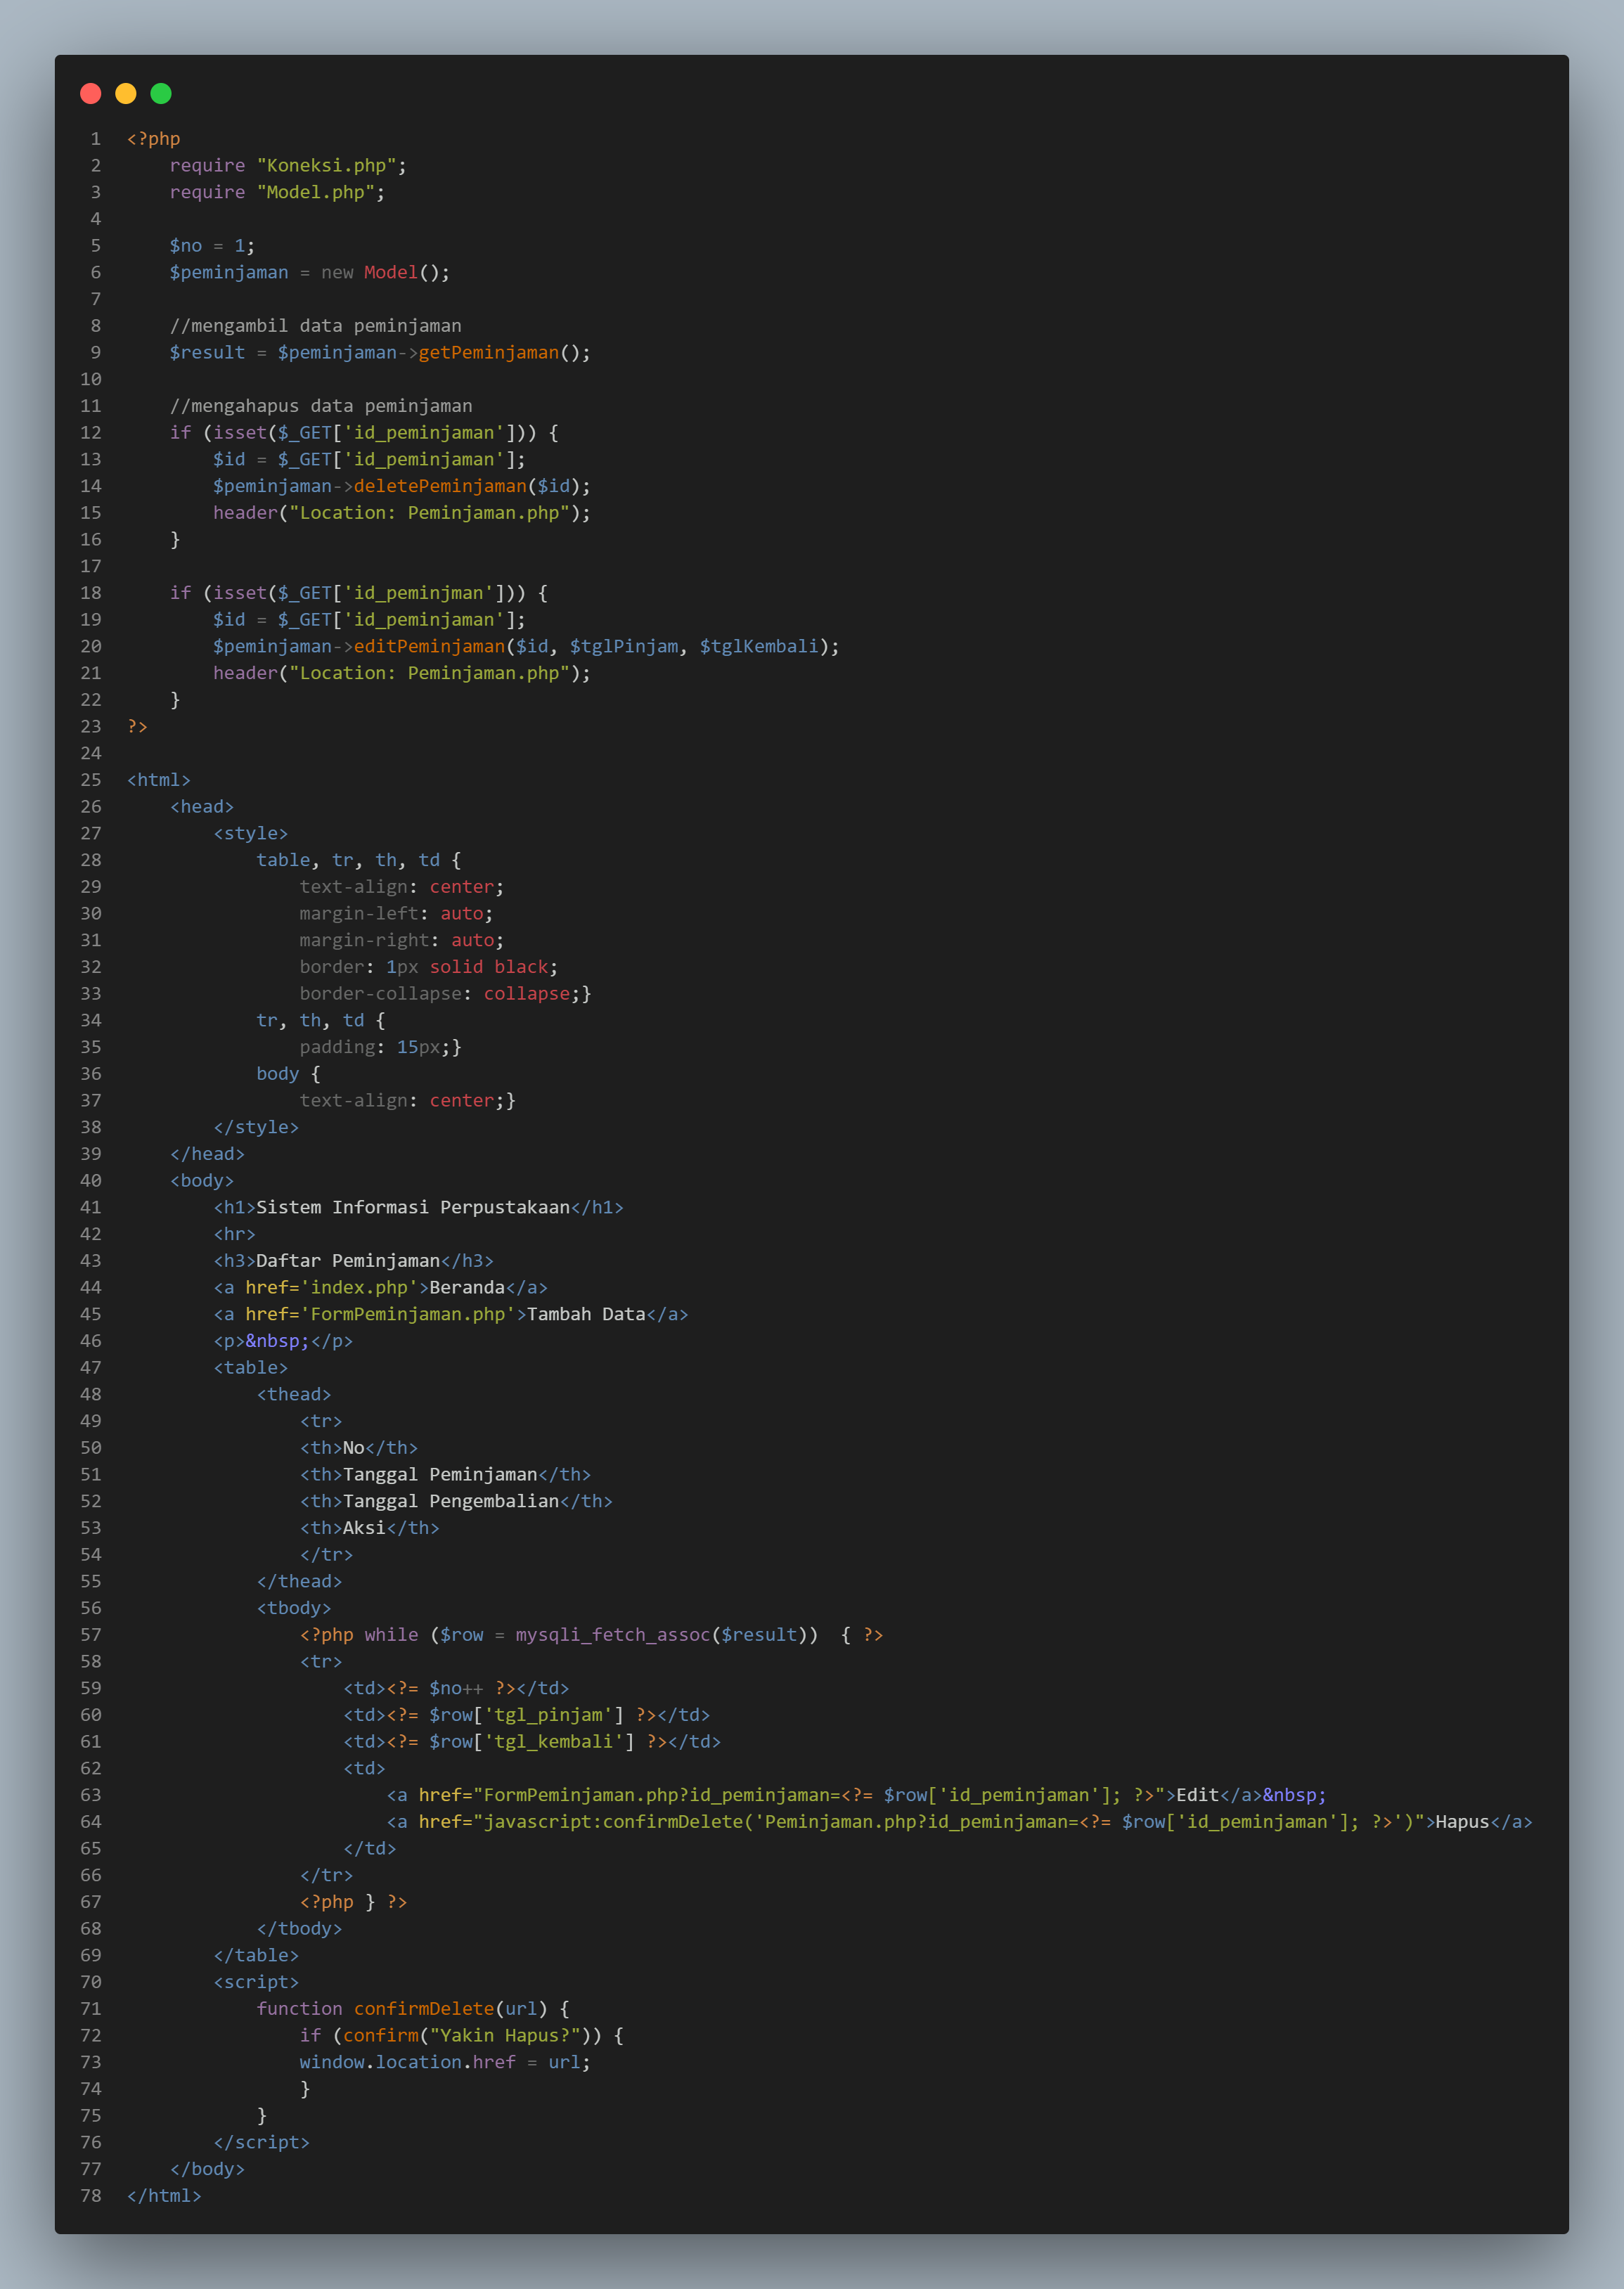 1 <?php
2     require "Koneksi.php";
3     require "Model.php";
4
5     $no = 1;
6     $peminjaman = new Model();
7
8     //mengambil data peminjaman
9     $result = $peminjaman->getPeminjaman();
10
11     //mengahapus data peminjaman
12     if (isset($_GET['id_peminjaman'])) {
13         $id = $_GET['id_peminjaman'];
14         $peminjaman->deletePeminjaman($id);
15         header("Location: Peminjaman.php");
16     }
17
18     if (isset($_GET['id_peminjman'])) {
19         $id = $_GET['id_peminjaman'];
20         $peminjaman->editPeminjaman($id, $tglPinjam, $tglKembali);
21         header("Location: Peminjaman.php");
22     }
23 ?>
24
25 <html>
26     <head>
27         <style>
28             table, tr, th, td {
29                 text-align: center;
30                 margin-left: auto;
31                 margin-right: auto;
32                 border: 1px solid black;
33                 border-collapse: collapse;}
34             tr, th, td {
35                 padding: 15px;}
36             body {
37                 text-align: center;}
38         </style>
39     </head>
40     <body>
41         <h1>Sistem Informasi Perpustakaan</h1>
42         <hr>
43         <h3>Daftar Peminjaman</h3>
44         <a href='index.php'>Beranda</a>
45         <a href='FormPeminjaman.php'>Tambah Data</a>
46         <p>&nbsp;</p>
47         <table>
48             <thead>
49                 <tr>
50                 <th>No</th>
51                 <th>Tanggal Peminjaman</th>
52                 <th>Tanggal Pengembalian</th>
53                 <th>Aksi</th>
54                 </tr>
55             </thead>
56             <tbody>
57                 <?php while ($row = mysqli_fetch_assoc($result))  { ?>
58                 <tr>
59                     <td><?= $no++ ?></td>
60                     <td><?= $row['tgl_pinjam'] ?></td>
61                     <td><?= $row['tgl_kembali'] ?></td>
62                     <td>
63                         <a href="FormPeminjaman.php?id_peminjaman=<?= $row['id_peminjaman']; ?>">Edit</a>&nbsp;
64                         <a href="javascript:confirmDelete('Peminjaman.php?id_peminjaman=<?= $row['id_peminjaman']; ?>')">Hapus</a>
65                     </td>
66                 </tr>
67                 <?php } ?>
68             </tbody>
69         </table>
70         <script>
71             function confirmDelete(url) {
72                 if (confirm("Yakin Hapus?")) {
73                 window.location.href = url;
74                 }
75             }
76         </script>
77     </body>
78 </html>